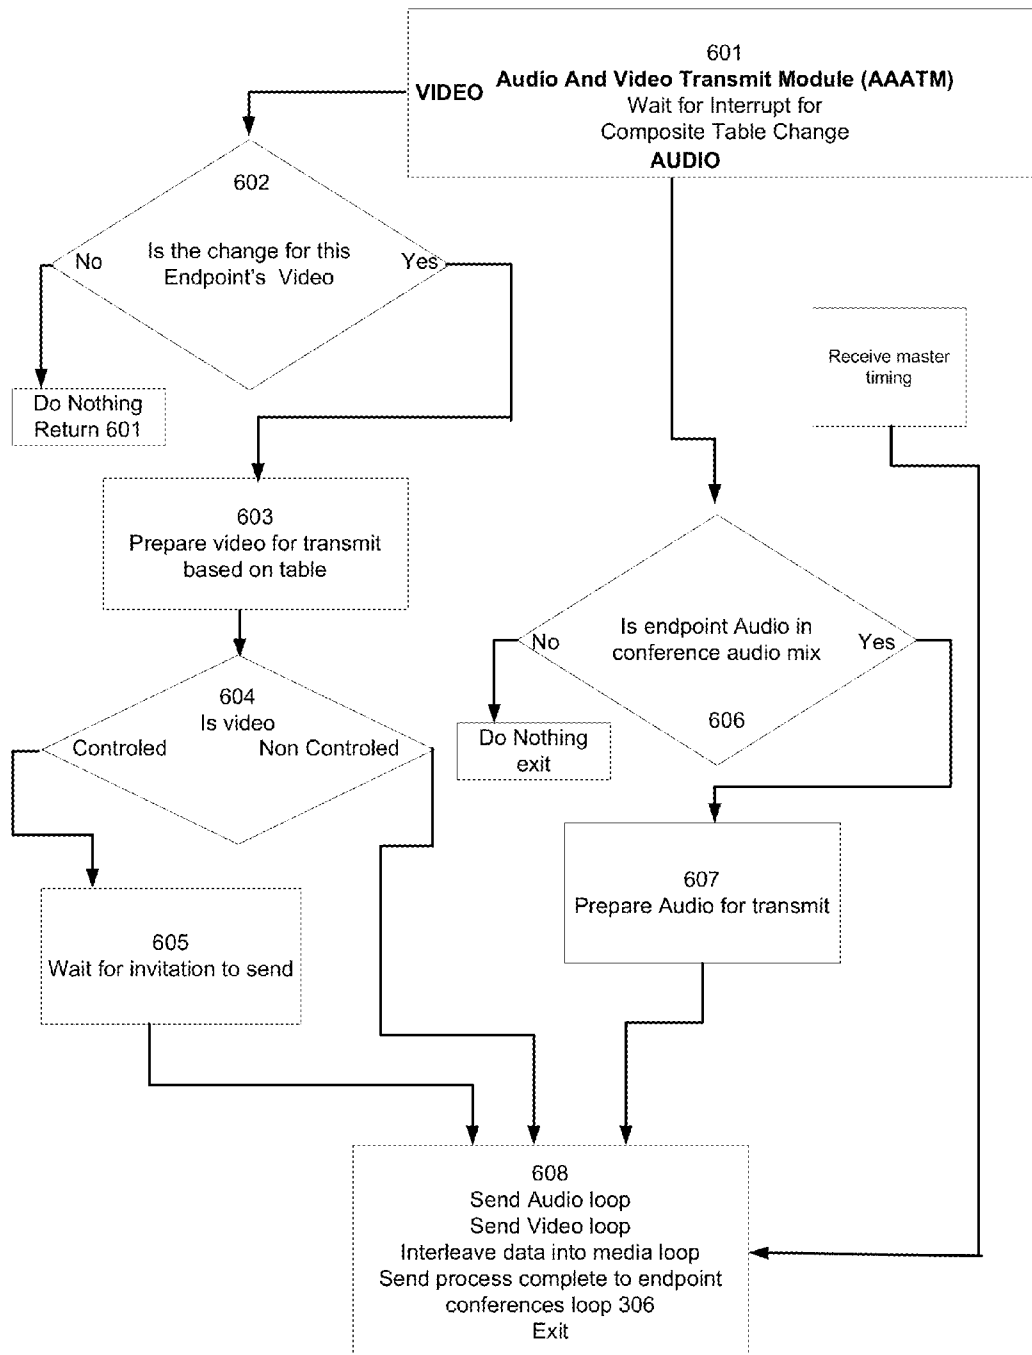 601
Audio And Video Transmit Module (AAATM)
VIDEO
Wait for Interrupt for
Composite Table Change
AUDIO
602
Is the change for this
Endpoint's Video
No
Yes
Do Nothing
Return 601
Receive master
timing
603
Prepare video for transmit
based on table
Is endpoint Audio in
conference audio mix
No
Yes
606
604
Is video
Controled
Non Controled
Do Nothing
exit
607
Prepare Audio for transmit
605
Wait for invitation to send
608
Send Audio loop
Send Video loop
Interleave data into media loop
Send process complete to endpoint
conferences loop 306
Exit